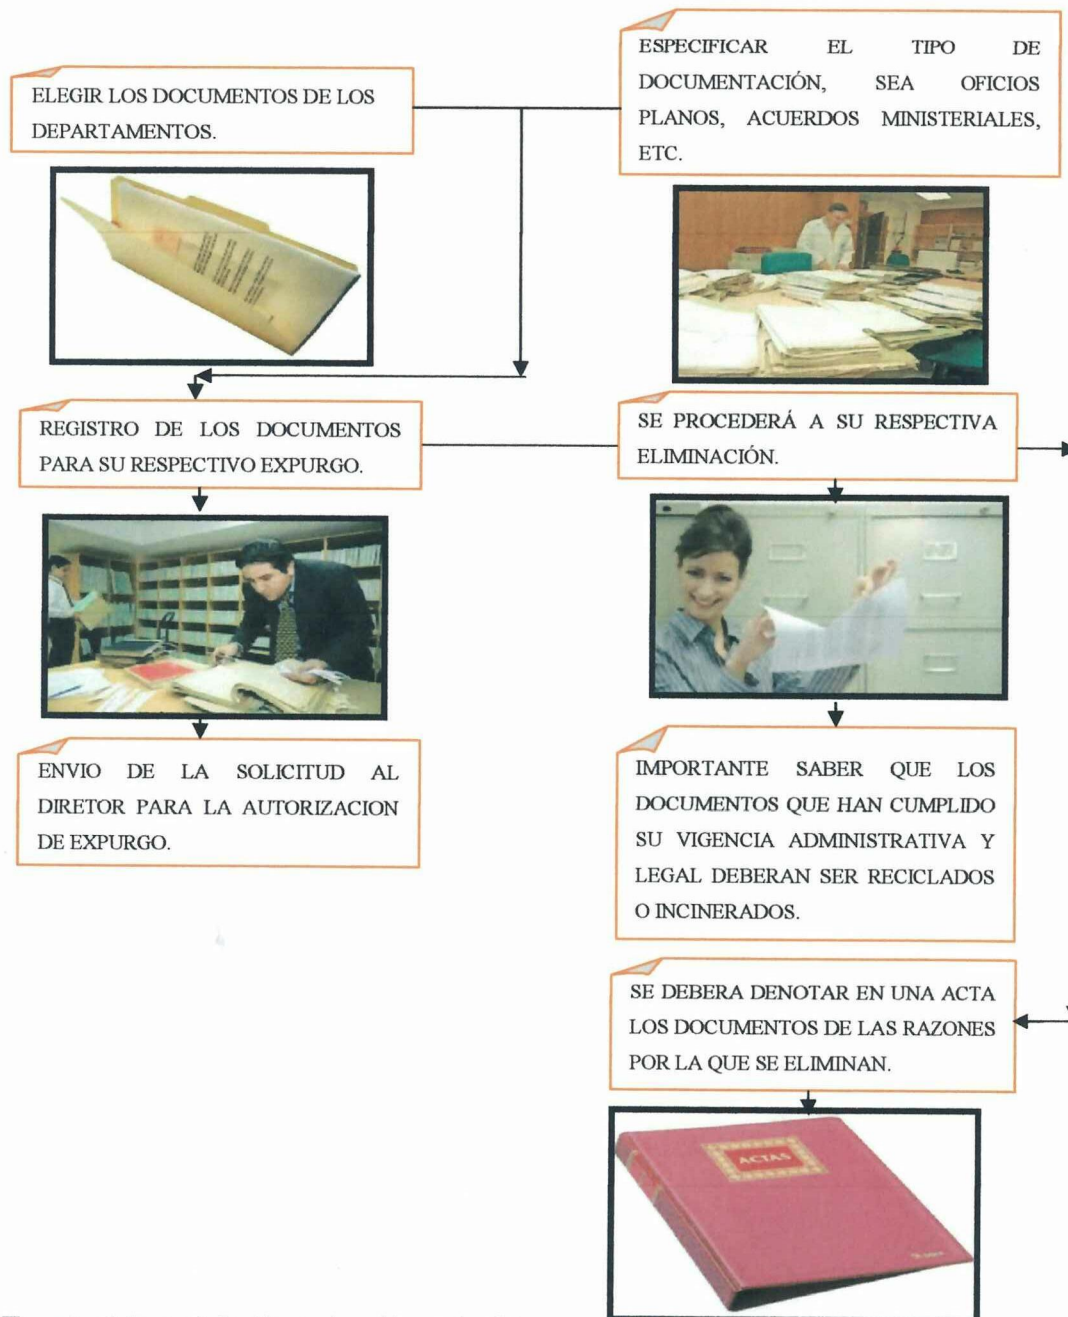 ELEGIR LOS DOCUMENTOS DE LOS
DEPARTAMENTOS.
ESPECIFICAR EL TIPO DE
DOCUMENTACIÓN, SEA OFICIOS
PLANOS, ACUERDOS MINISTERIALES,
ETC.
REGISTRO DE LOS DOCUMENTOS
PARA SU RESPECTIVO EXPURGO.
SE PROCEDERÁ A SU RESPECTIVA
ELIMINACIÓN.
ENVIO DE LA SOLICITUD AL
DIRETOR PARA LA AUTORIZACION
DE EXPURGO.
IMPORTANTE SABER QUE LOS
DOCUMENTOS QUE HAN CUMPLIDO
SU VIGENCIA ADMINISTRATIVA Y
LEGAL DEBERAN SER RECICLADOS
O INCINERADOS.
SE DEBERA DENOTAR EN UNA ACTA
LOS DOCUMENTOS DE LAS RAZONES
POR LA QUE SE ELIMINAN.
ACTAS